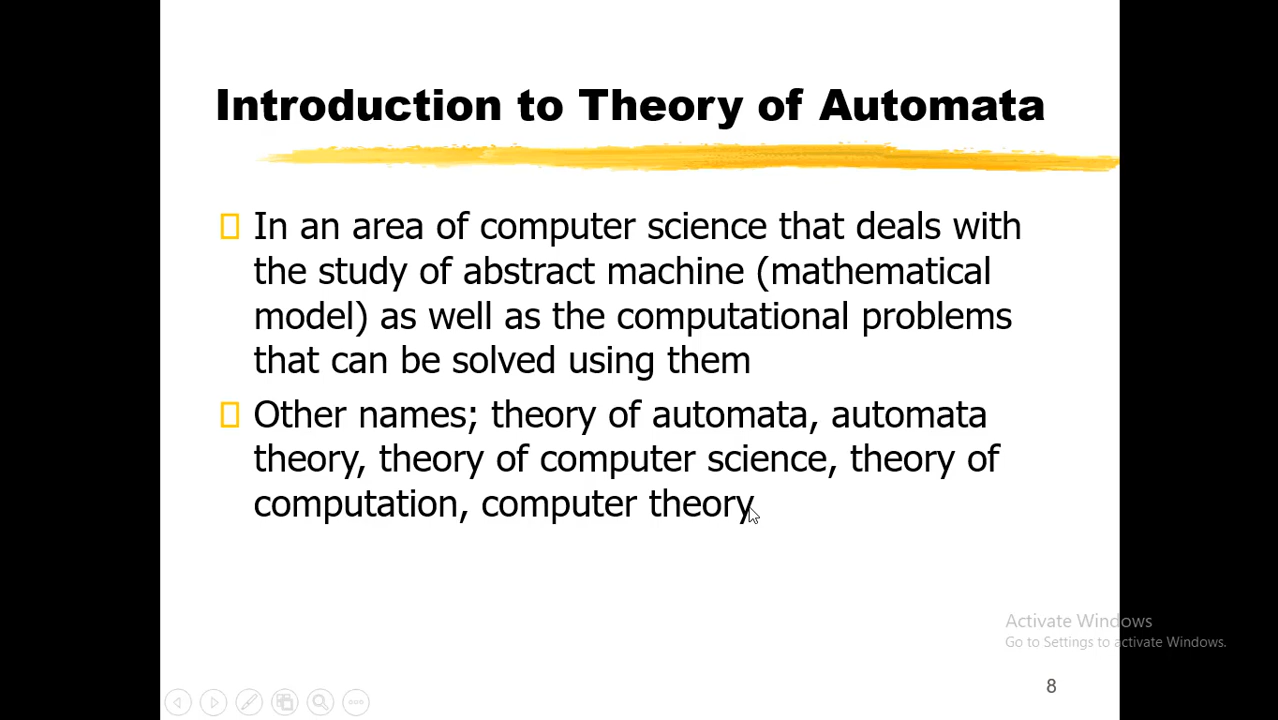 Introduction to Theory of Automata
In an area of computer science that deals with
the study of abstract machine (mathematical
model) as well as the computational problems
that can be solved using them
Other names; theory of automata, automata
theory, theory of computer science, theory of
computation, computer theory
Activate Windows
Go to Settings to activate Windows.
8